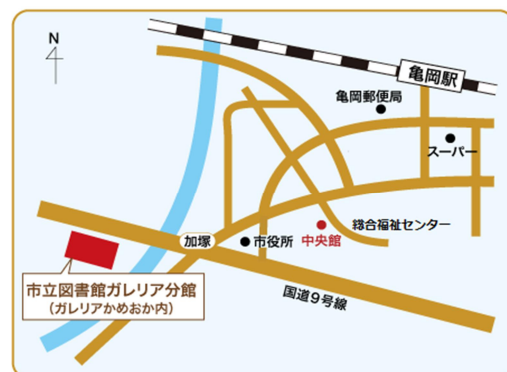 N
亀岡駅
亀岡郵便局
スーパー
総合福祉センター
中央館
市役所
加塚
市立図書館ガレリア分館
(ガレリアかめおか内)
国道9号線